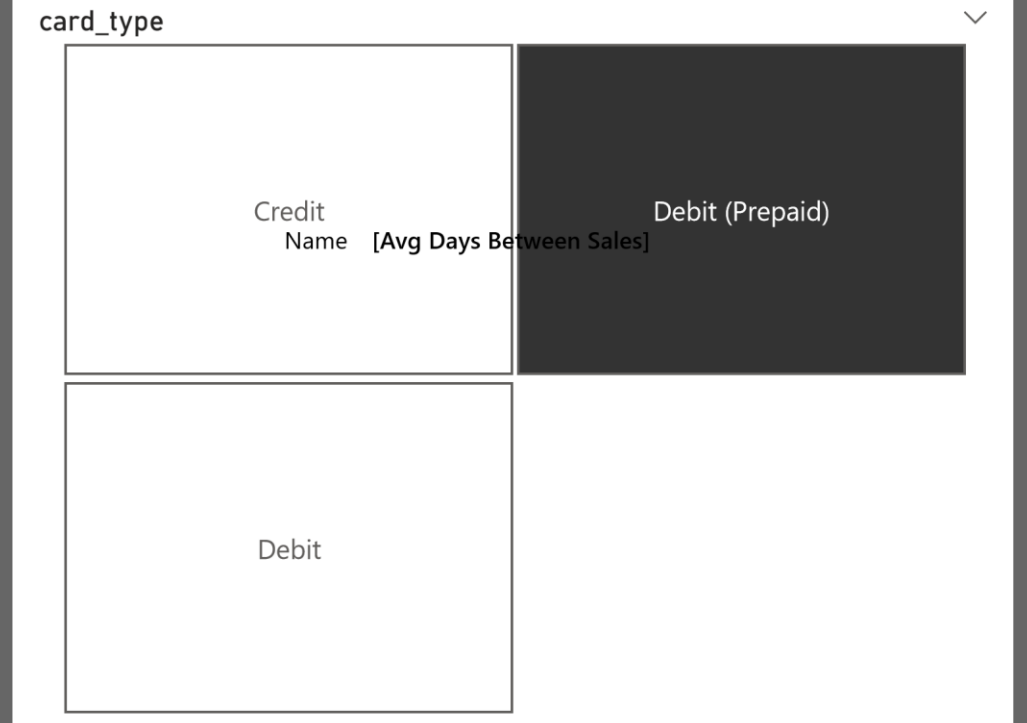 card_type
Credit
Debit (Prepaid)
Name [Avg Days Between Sales]
Debit